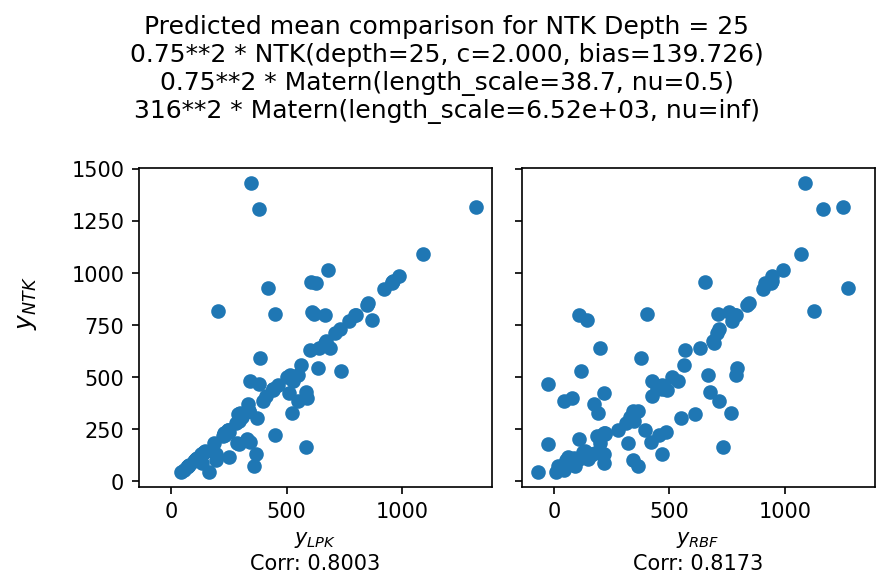 Predicted mean comparison for NTK Depth = 25
0.75**2 * NTK(depth=25, c=2.000, bias=139.726)
0.75**2 * Matern(length_scale=38.7, nu=0.5)
316**2 * Matern(length_scale=6.52e+03, nu=inf)
1500
1250
1000
750
500
250
0
y_NTK
0 500 1000
0 500 1000
y_LPK
y_RBF
Corr: 0.8003
Corr: 0.8173